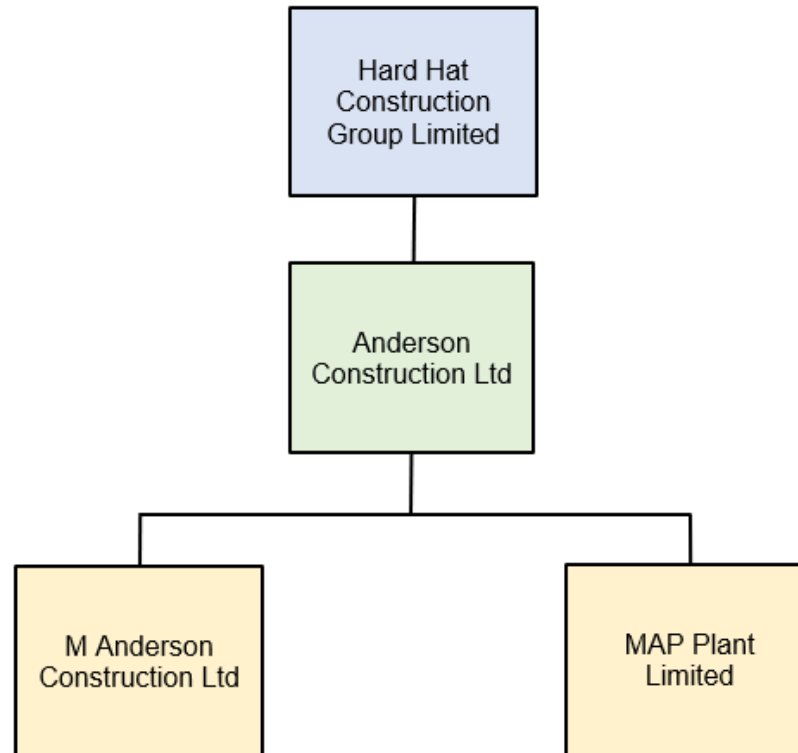 Hard Hat
Construction
Group Limited
Anderson
Construction Ltd
M Anderson
Construction Ltd
MAP Plant
Limited